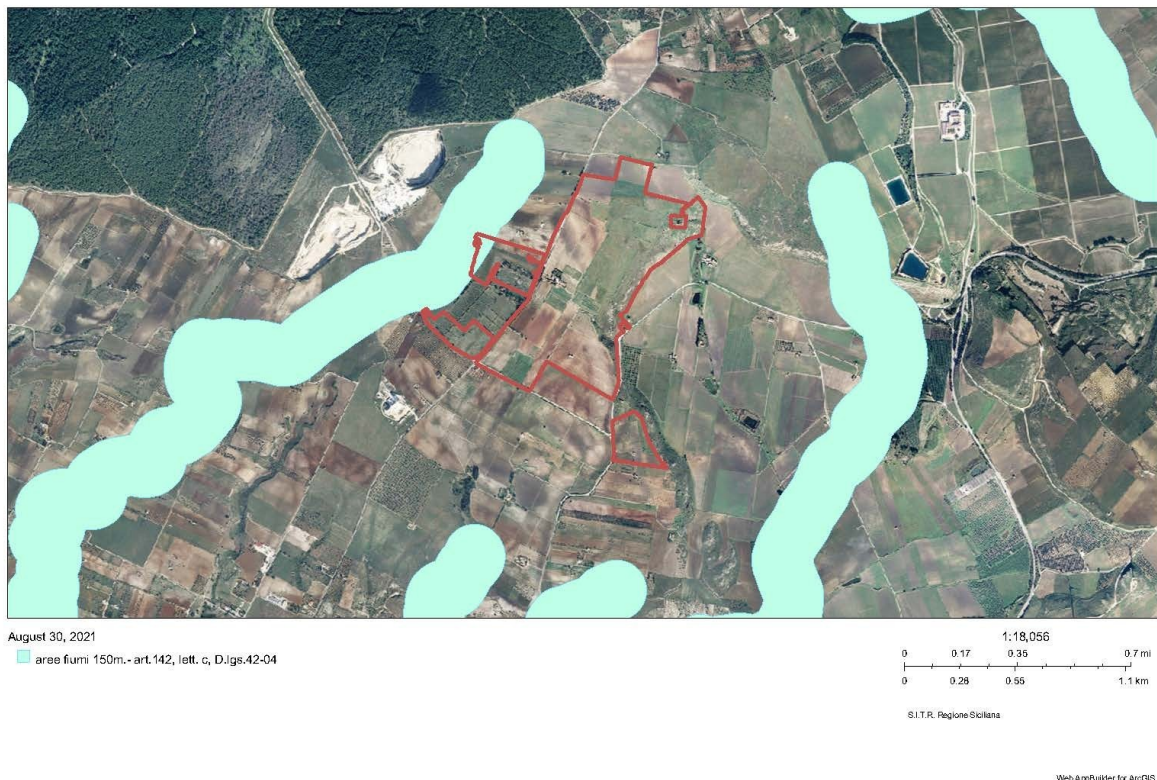 August 30, 2021
aree fiumi 150m.- art.142, lett. c, D.lgs.42-04
1:18,056
0 0.17 0.35 0.7 mi
0 0.28 0.55 1.1 km
S.I.T.R. Regione Siciliana
Web AppBuilder for ArcGIS